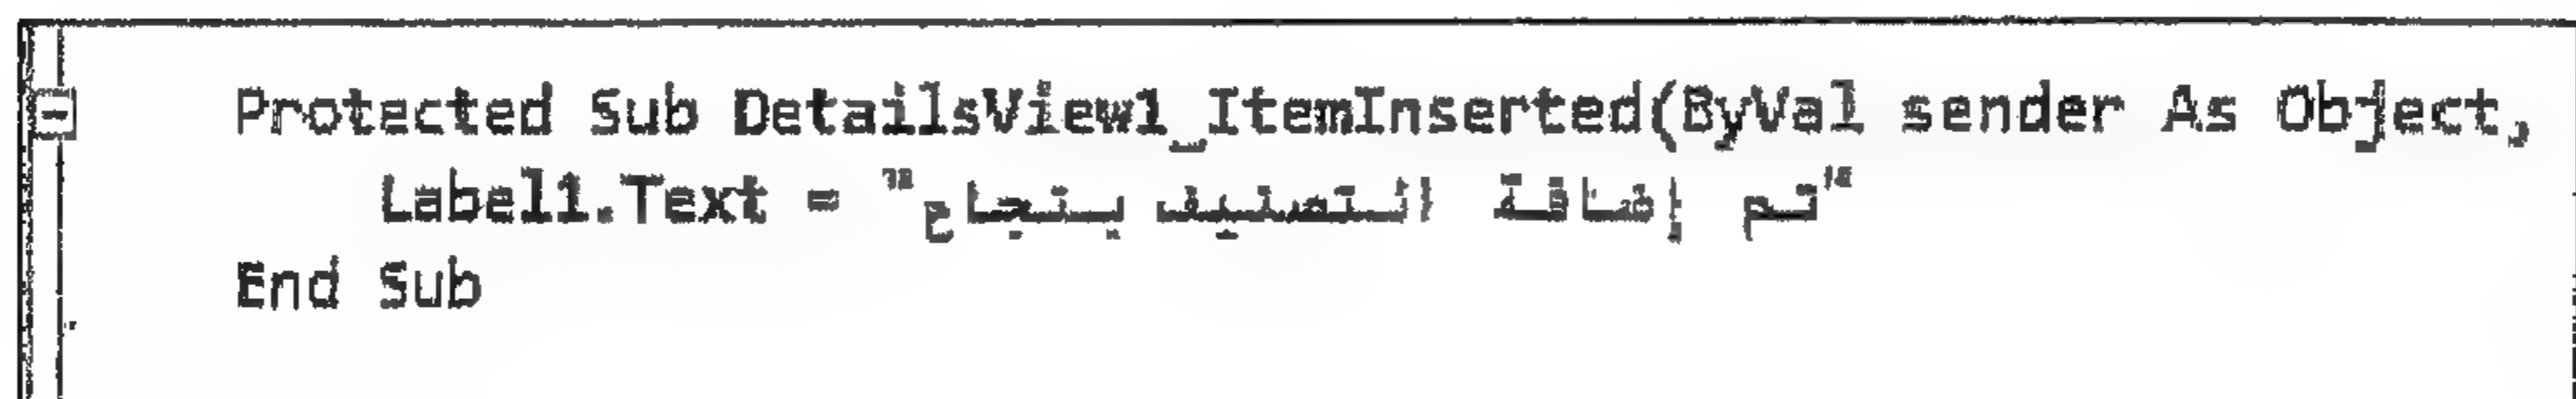 Protected Sub DetailsView1_ItemInserted(ByVal sender As Object,
Label1.Text = "تم إضافة التصنيف بنجاح"
End Sub